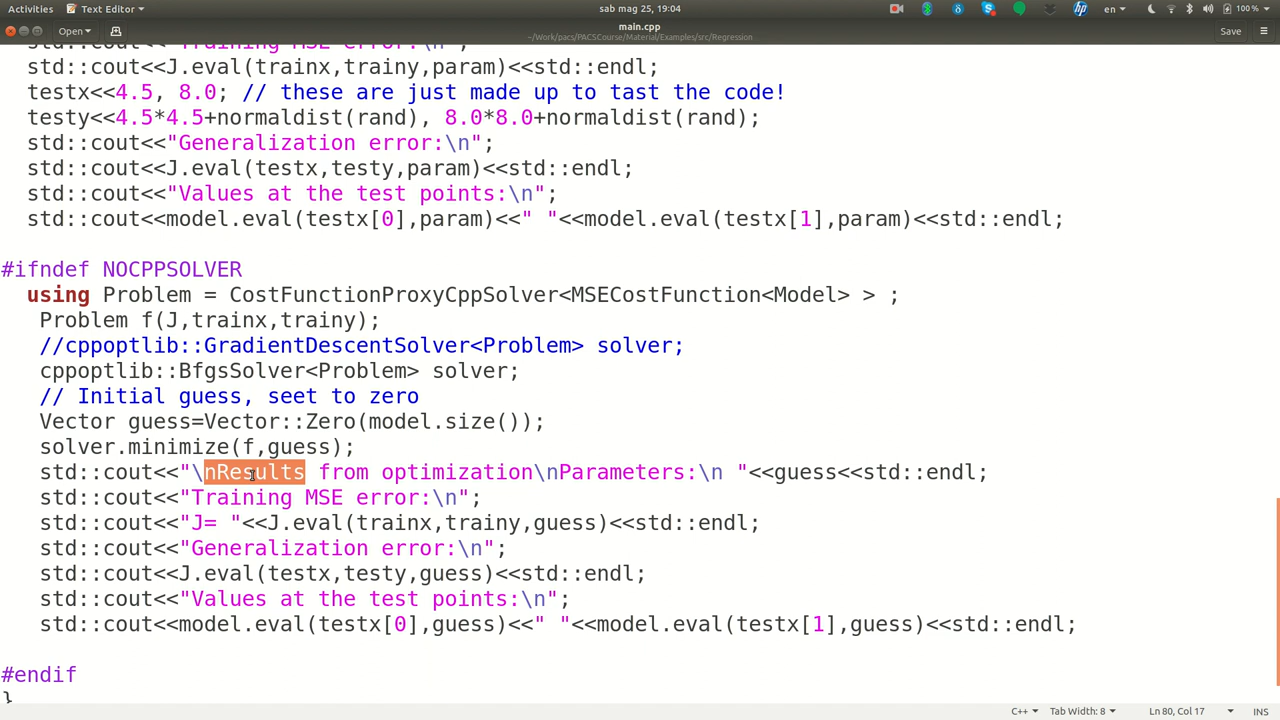 Activities Text Editor sab mag 25, 19:04 en 100 %
Open main.cpp Save
~/Work/pacs/PACSCourse/Material/Examples/src/Regression
std::cout<<"Training MSE error:\n";
std::cout<<J.eval(trainx,trainy,param)<<std::endl;
testx<<4.5, 8.0; // these are just made up to tast the code!
testy<<4.5*4.5+normaldist(rand), 8.0*8.0+normaldist(rand);
std::cout<<"Generalization error:\n";
std::cout<<J.eval(testx,testy,param)<<std::endl;
std::cout<<"Values at the test points:\n";
std::cout<<model.eval(testx[0],param)<<" "<<model.eval(testx[1],param)<<std::endl;
#ifndef NOCPPSOLVER
using Problem = CostFunctionProxyCppSolver<MSECostFunction<Model> > ;
Problem f(J,trainx,trainy);
//cppoptlib::GradientDescentSolver<Problem> solver;
cppoptlib::BfgsSolver<Problem> solver;
// Initial guess, seet to zero
Vector guess=Vector::Zero(model.size());
solver.minimize(f,guess);
std::cout<<"\nResults from optimization\nParameters:\n "<<guess<<std::endl;
std::cout<<"Training MSE error:\n";
std::cout<<"J= "<<J.eval(trainx,trainy,guess)<<std::endl;
std::cout<<"Generalization error:\n";
std::cout<<J.eval(testx,testy,guess)<<std::endl;
std::cout<<"Values at the test points:\n";
std::cout<<model.eval(testx[0],guess)<<" "<<model.eval(testx[1],guess)<<std::endl;
#endif
}
C++ Tab Width: 8 Ln 80, Col 17 INS